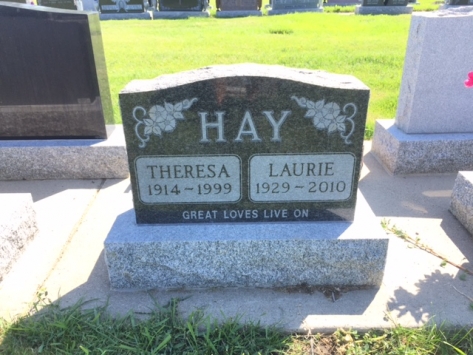 HAY
THERESA LAURIE
1914 ~ 1999 1929 ~ 2010
GREAT LOVES LIVE ON